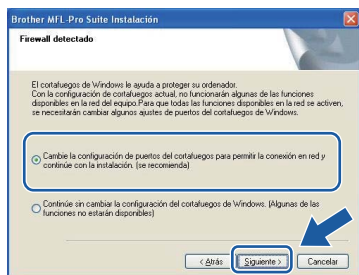 Brother MFL-Pro Suite Instalación
Firewall detectado
El cortafuegos de Windows le ayuda a proteger su ordenador.
Con la configuración de cortafuegos actual, no funcionarán algunas de las funciones
disponibles en la red del equipo.Para que todas las funciones disponibles en la red se activen,
se necesitarán cambiar algunos ajustes de puertos del cortafuegos de Windows.
Cambie la configuración de puertos del cortafuegos para permitir la conexión en red y
continúe con la instalación. (se recomienda)
Continúe sin cambiar la configuración del cortafuegos de Windows. (Algunas de las
funciones no estarán disponibles)
< Atrás
Siguiente >
Cancelar